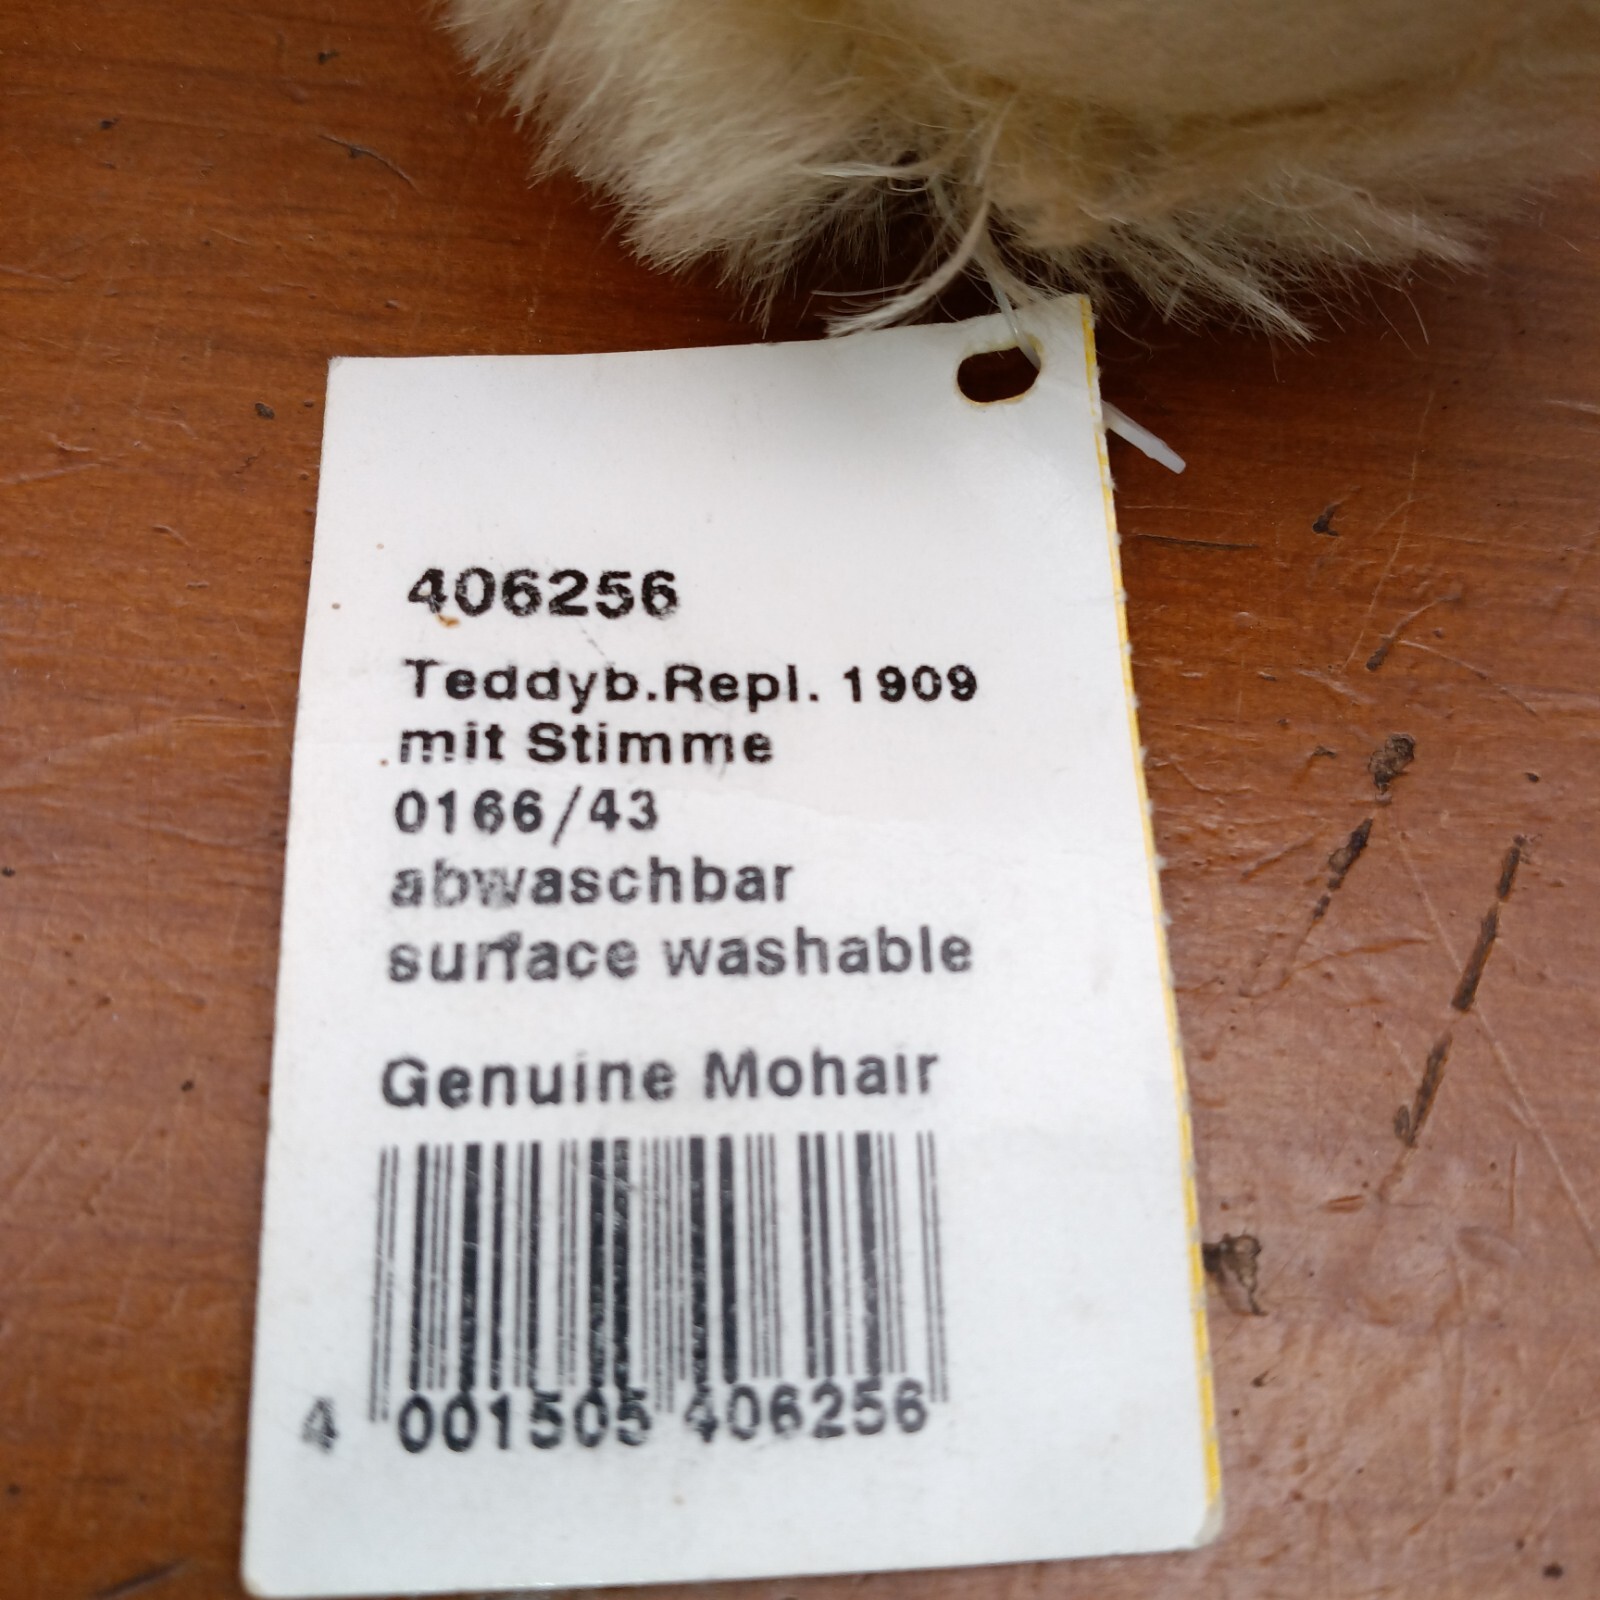 406256
Teddyb.Repl. 1909
mit Stimme
0166/43
abwaschbar
surface washable
Genuine Mohair
4 001505 406256